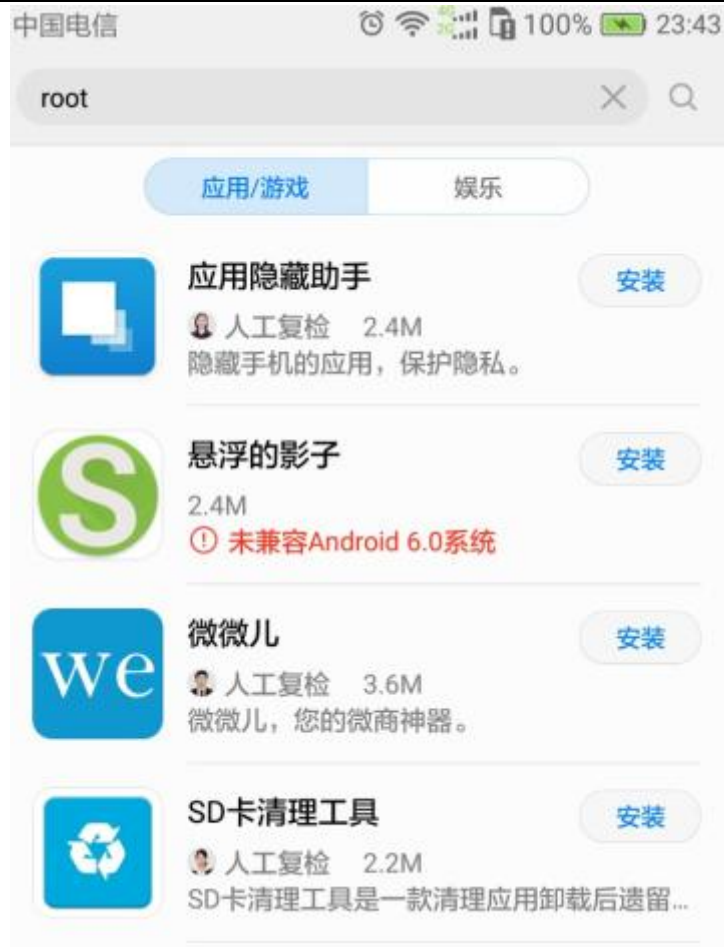 中国电信 4G 2G 100% 23:43
root
应用/游戏 娱乐
应用隐藏助手 安装
人工复检 2.4M
隐藏手机的应用，保护隐私。
S
悬浮的影子 安装
2.4M
未兼容Android 6.0系统
we
微微儿 安装
人工复检 3.6M
微微儿，您的微商神器。
SD卡清理工具 安装
人工复检 2.2M
SD卡清理工具是一款清理应用卸载后遗留...